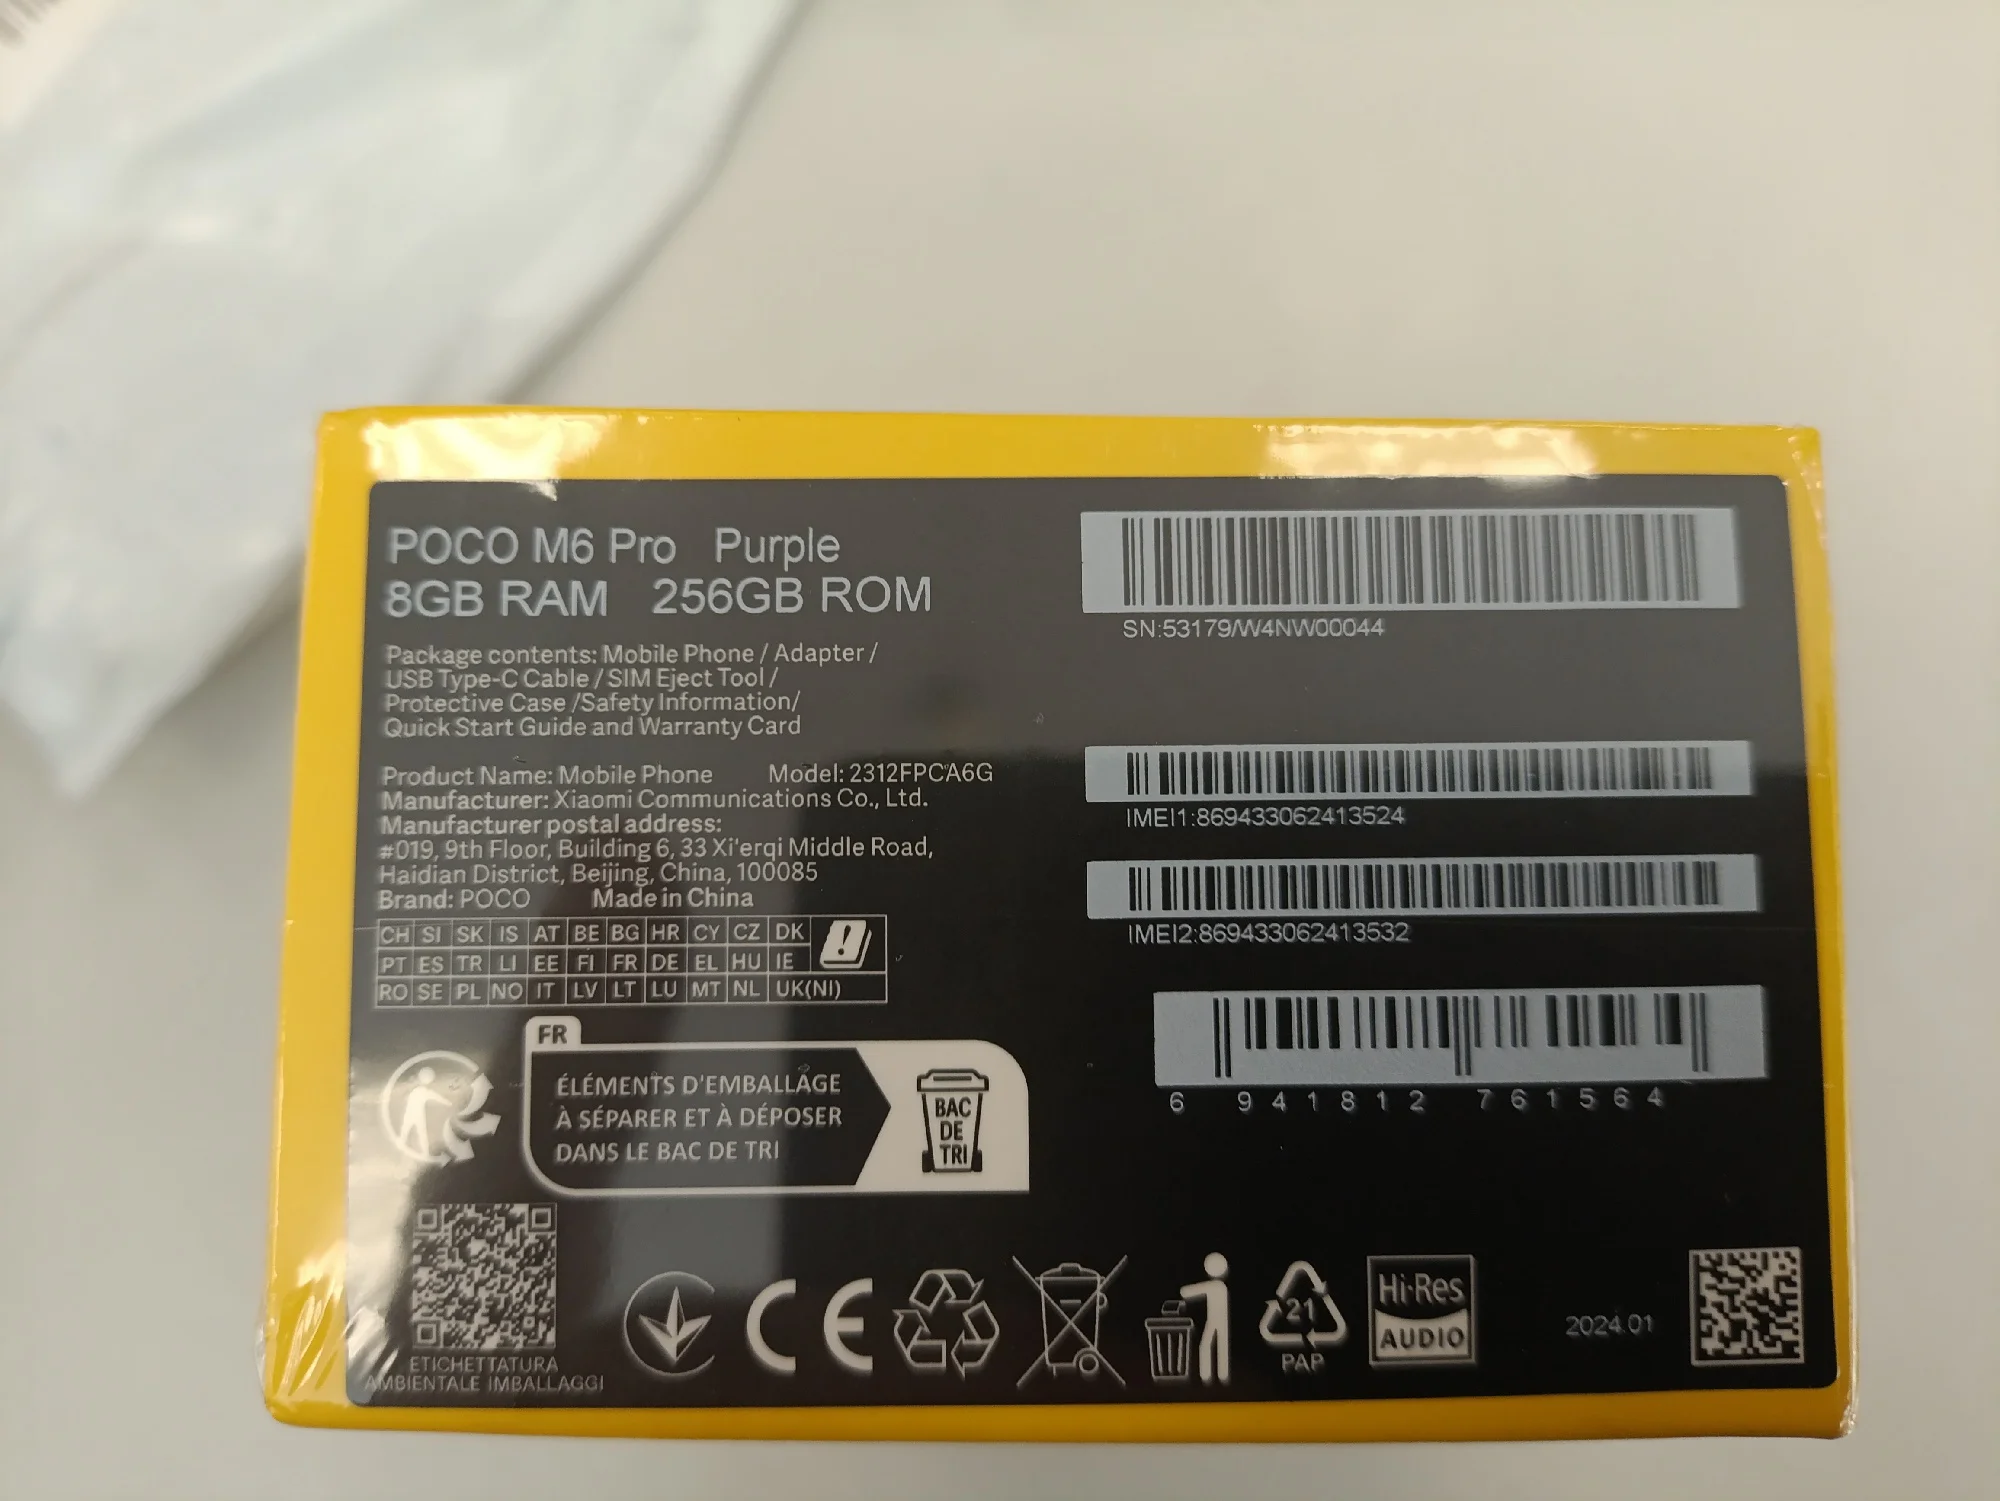 POCO M6 Pro Purple
8GB RAM 256GB ROM
Package contents: Mobile Phone / Adapter /
USB Type-C Cable / SIM Eject Tool /
Protective Case /Safety Information/
Quick Start Guide and Warranty Card
Product Name: Mobile Phone Model: 2312FPCA6G
Manufacturer: Xiaomi Communications Co., Ltd.
Manufacturer postal address:
#019, 9th Floor, Building 6, 33 Xi'erqi Middle Road,
Haidian District, Beijing, China, 100085
Brand: POCO Made in China
CH SI SK IS AT BE BG HR CY CZ DK
PT ES TR LI EE FI FR DE EL HU IE
RO SE PL NO IT LV LT LU MT NL UK(NI)
FR
ÉLÉMENTS D'EMBALLAGE
À SÉPARER ET À DÉPOSER
DANS LE BAC DE TRI
BAC
DE
TRI
ETICHETTATURA
AMBIENTALE IMBALLAGGI
SN:53179/W4NW00044
IMEI1:869433062413524
IMEI2:869433062413532
6 941812 761564
CE
21
PAP
Hi-Res
AUDIO
2024.01